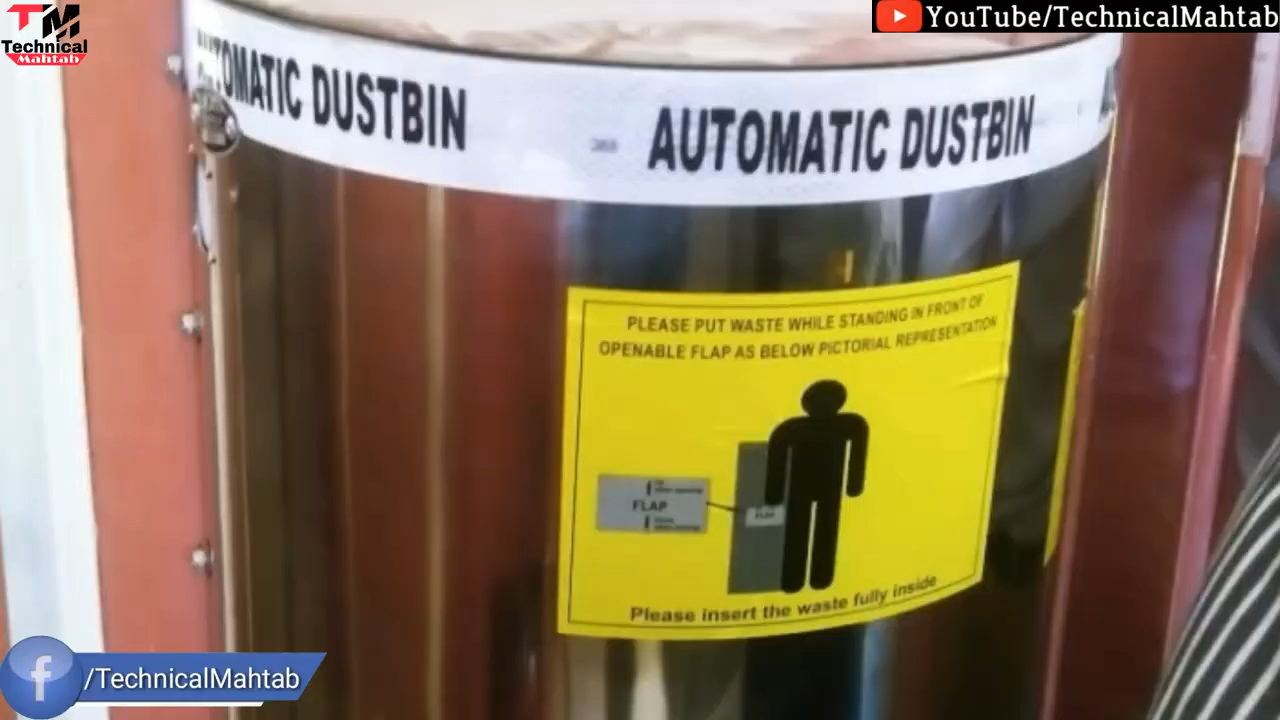 TM
Technical
Mahtab
YouTube/TechnicalMahtab
AUTOMATIC DUSTBIN
AUTOMATIC DUSTBIN
PLEASE PUT WASTE WHILE STANDING IN FRONT OF
OPENABLE FLAP AS BELOW PICTORIAL REPRESENTATION
FLAP
FLAP
Please insert the waste fully inside
/TechnicalMahtab